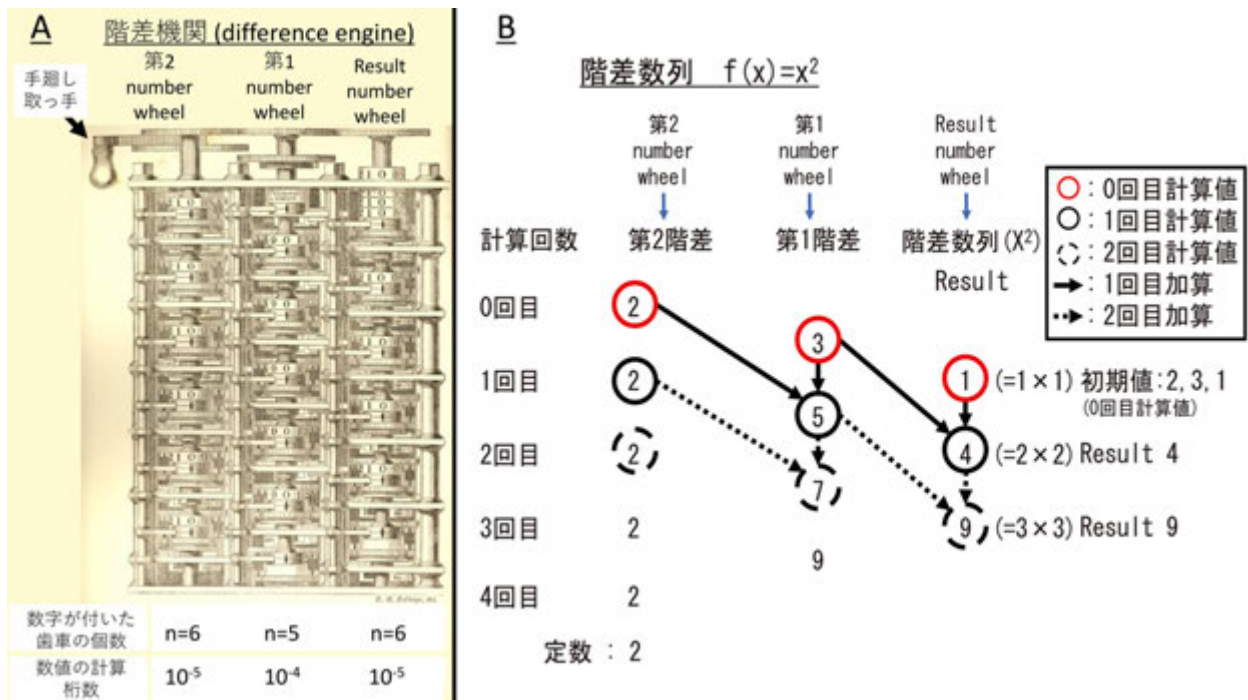 A
階差機関 (difference engine)
手廻し
取っ手
第2
number
wheel
第1
number
wheel
Result
number
wheel
数字が付いた
歯車の個数
n=6
n=5
n=6
数値の計算
桁数
10⁻⁵
10⁻⁴
10⁻⁵
B
階差数列 f(x)=x²
第2
number
wheel
第1
number
wheel
Result
number
wheel
計算回数
第2階差
第1階差
階差数列(X²)
Result
○ : 0回目計算値
○ : 1回目計算値
○ : 2回目計算値
→ : 1回目加算
→ : 2回目加算
0回目
2
3
1回目
2
1 (=1×1) 初期値:2, 3, 1
(0回目計算値)
5
2回目
2
4 (=2×2) Result 4
7
3回目
2
9 (=3×3) Result 9
9
4回目
2
定数 : 2